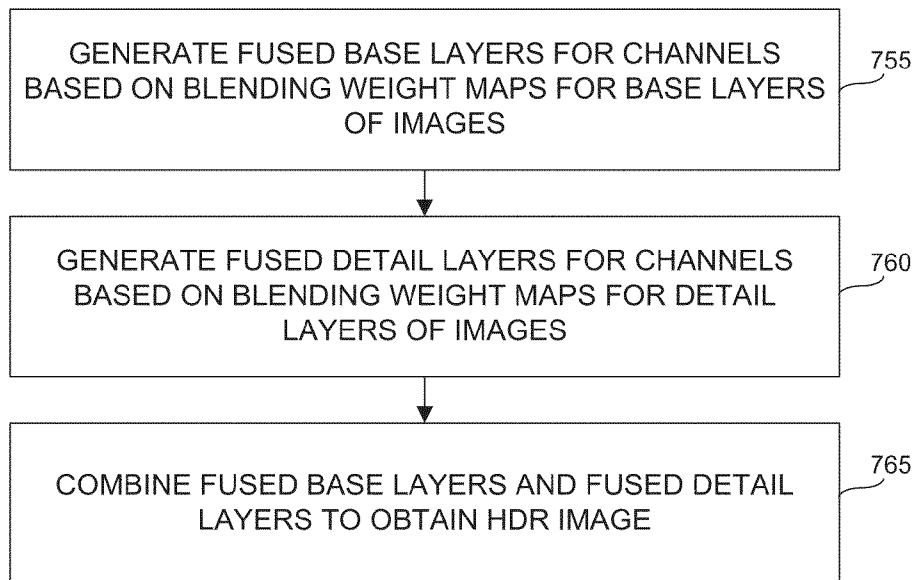 GENERATE FUSED BASE LAYERS FOR CHANNELS
BASED ON BLENDING WEIGHT MAPS FOR BASE LAYERS
OF IMAGES
755
GENERATE FUSED DETAIL LAYERS FOR CHANNELS
BASED ON BLENDING WEIGHT MAPS FOR DETAIL
LAYERS OF IMAGES
760
COMBINE FUSED BASE LAYERS AND FUSED DETAIL
LAYERS TO OBTAIN HDR IMAGE
765